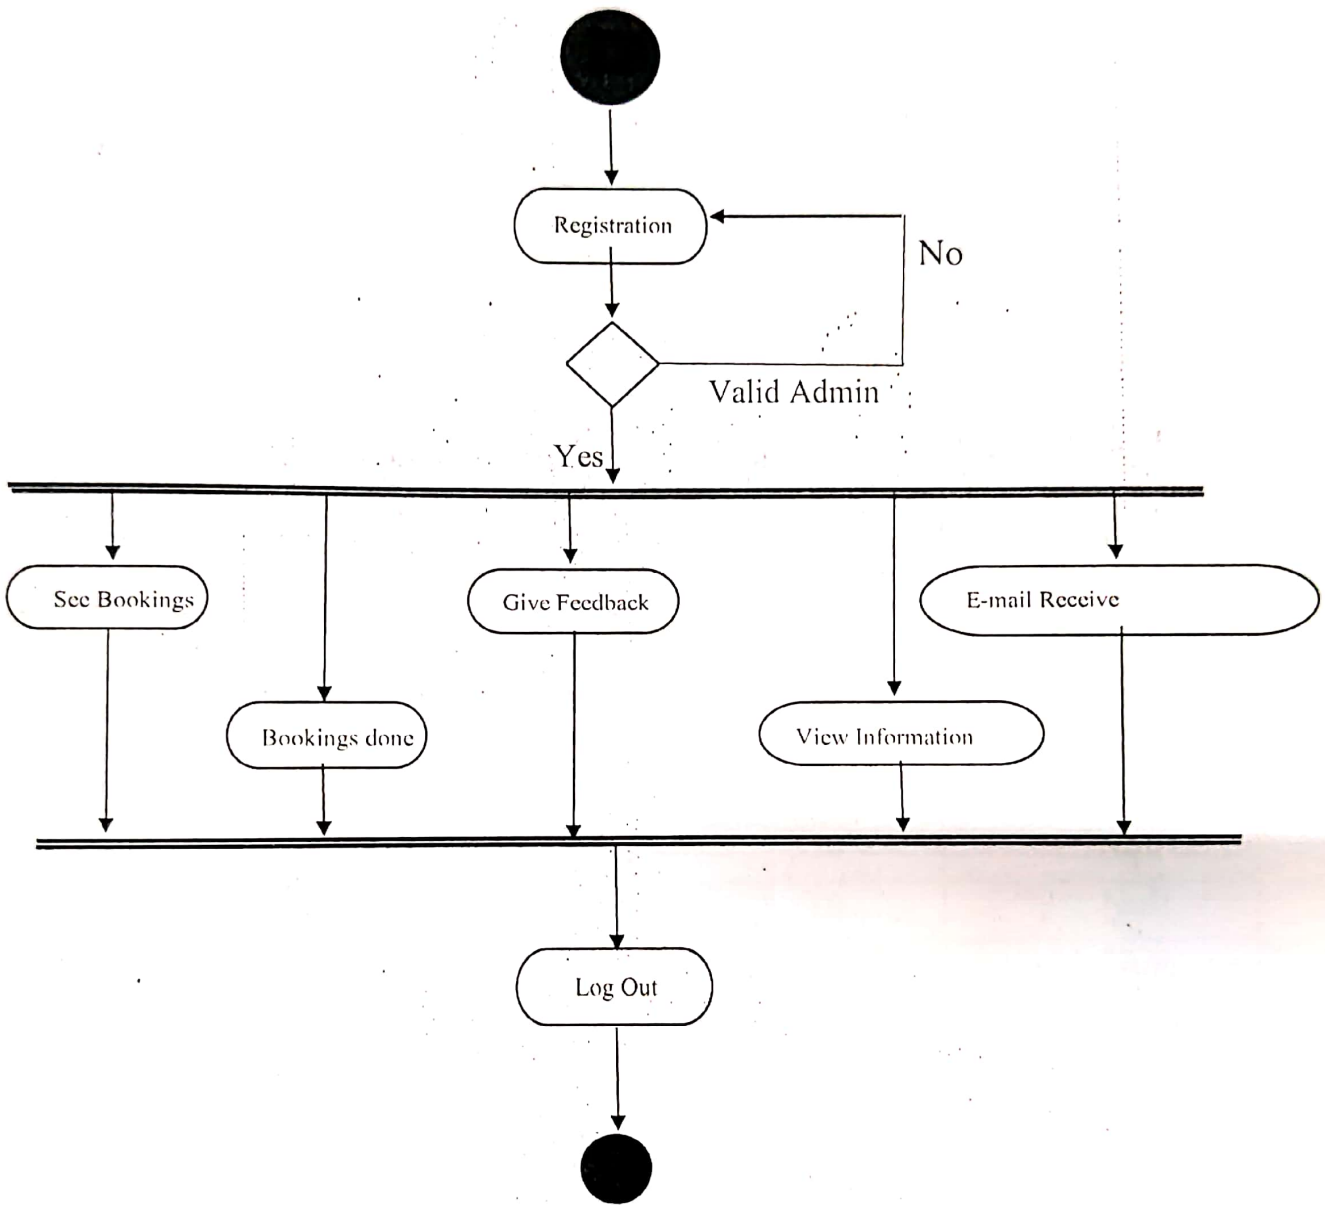 Registration
No
Valid Admin
Yes
See Bookings
Give Feedback
E-mail Receive
Bookings done
View Information
Log Out